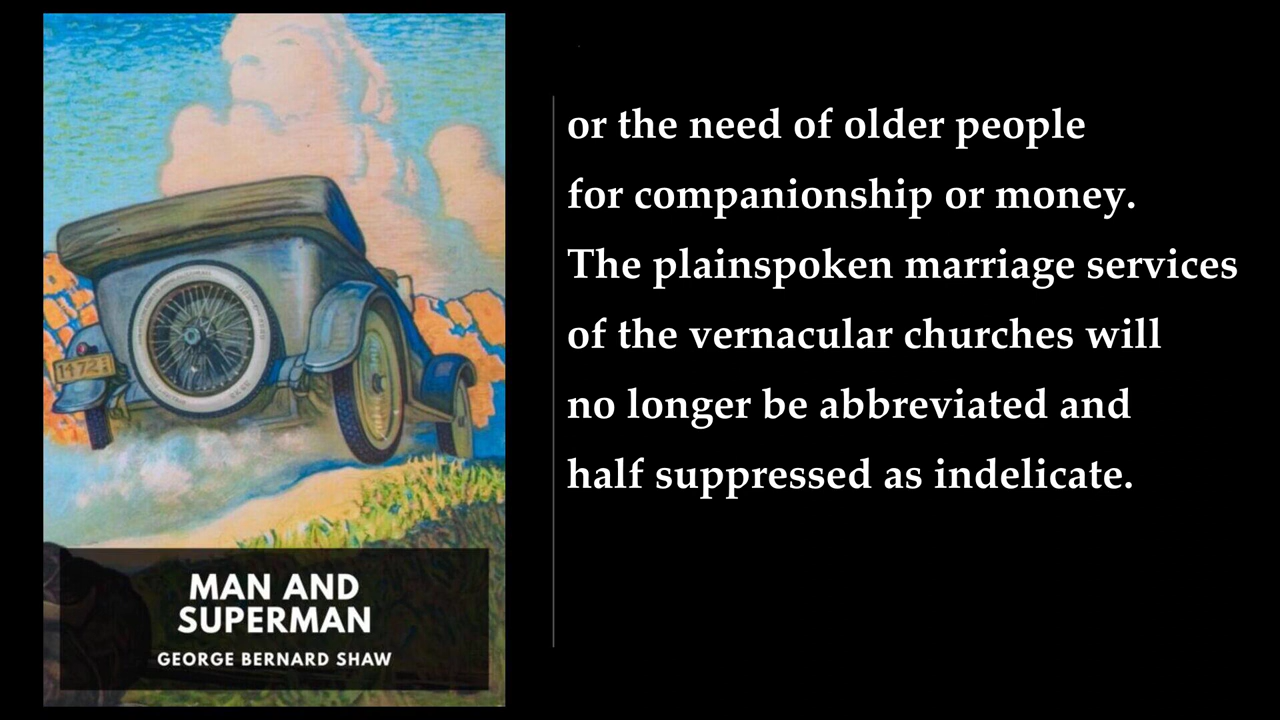 or the need of older people
for companionship or money.
The plainspoken marriage services
of the vernacular churches will
no longer be abbreviated and
half suppressed as indelicate.
1472
MAN AND
SUPERMAN
GEORGE BERNARD SHAW